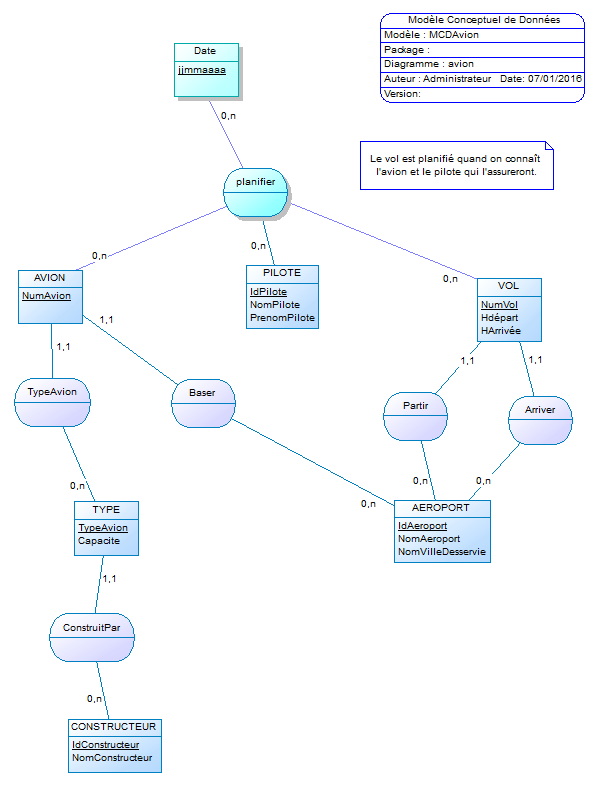 Modèle Conceptuel de Données
Modèle : MCDAvion
Package :
Diagramme : avion
Auteur : Administrateur Date: 07/01/2016
Version:
Date
jjmmaaaa
0,n
Le vol est planifié quand on connaît
l'avion et le pilote qui l'assureront.
planifier
0,n
0,n
0,n
AVION
NumAvion
PILOTE
IdPilote
NomPilote
PrenomPilote
VOL
NumVol
Hdépart
HArrivée
1,1
1,1
1,1
1,1
TypeAvion
Baser
Partir
Arriver
0,n
0,n
0,n
0,n
TYPE
TypeAvion
Capacite
AEROPORT
IdAeroport
NomAeroport
NomVilleDesservie
1,1
ConstruitPar
0,n
CONSTRUCTEUR
IdConstructeur
NomConstructeur